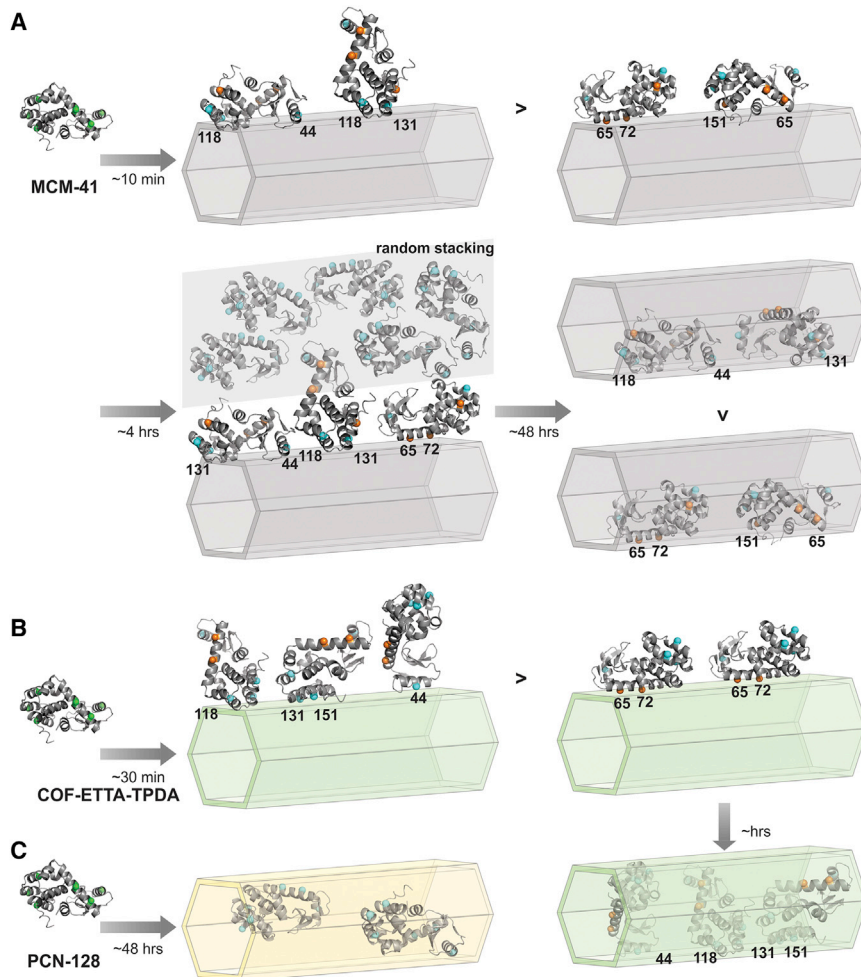 A
118
44
118
131
>
65 72
151
65
~10 min
MCM-41
random stacking
118
44
131
~4 hrs
~48 hrs
131
44
118
131
65 72
v
65 72
151
65
B
118
131 151
44
>
65 72
65 72
~30 min
COF-ETTA-TPDA
~hrs
C
~48 hrs
PCN-128
44
118
131 151